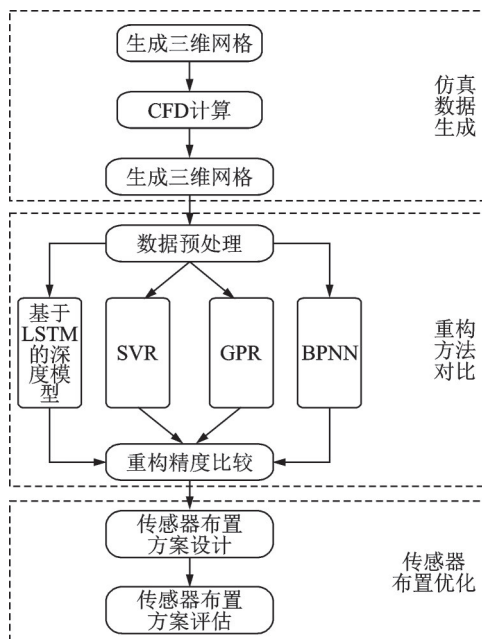 生成三维网格
CFD计算
生成三维网格
仿真
数据
生成
数据预处理
基于
LSTM
的深
度模
型
SVR
GPR
BPNN
重构
方法
对比
重构精度比较
传感器布置
方案设计
传感器布置
方案评估
传感器
布置优化